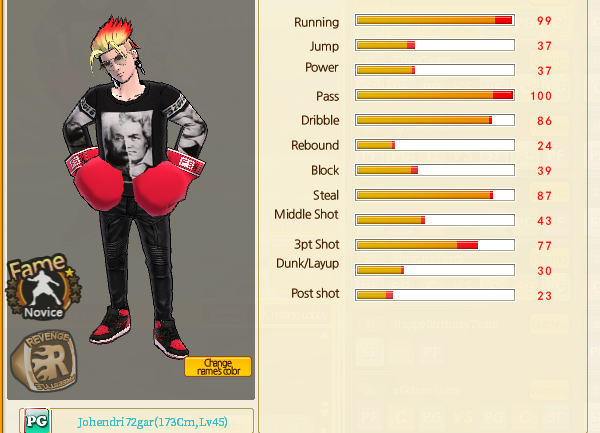 Running 99
Jump 37
Power 37
Pass 100
Dribble 86
Rebound 24
Block 39
Steal 87
Middle Shot 43
3pt Shot 77
Dunk/Layup 30
Post shot 23
Fame
Novice
REVENGE
R
Change
name's color
PG Johendri72gar(173Cm,Lv45)